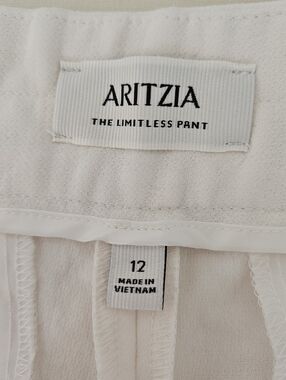 ARITZIA
THE LIMITLESS PANT
12
MADE IN
VIETNAM